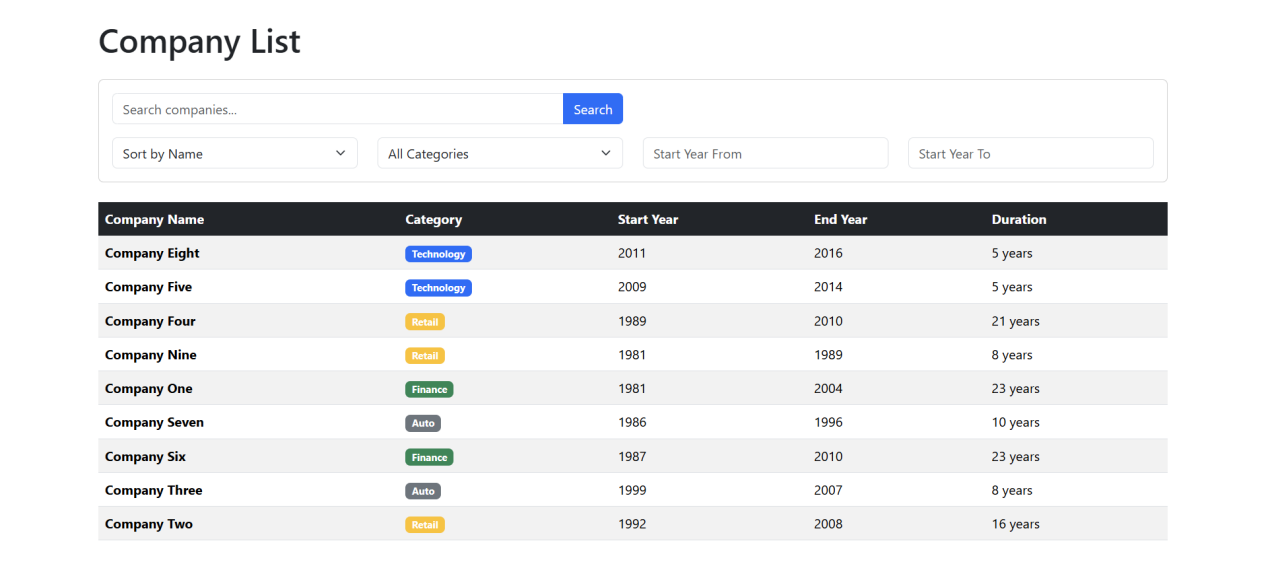 Company List
Search companies... Search
Sort by Name All Categories Start Year From Start Year To
Company Name Category Start Year End Year Duration
Company Eight Technology 2011 2016 5 years
Company Five Technology 2009 2014 5 years
Company Four Retail 1989 2010 21 years
Company Nine Retail 1981 1989 8 years
Company One Finance 1981 2004 23 years
Company Seven Auto 1986 1996 10 years
Company Six Finance 1987 2010 23 years
Company Three Auto 1999 2007 8 years
Company Two Retail 1992 2008 16 years